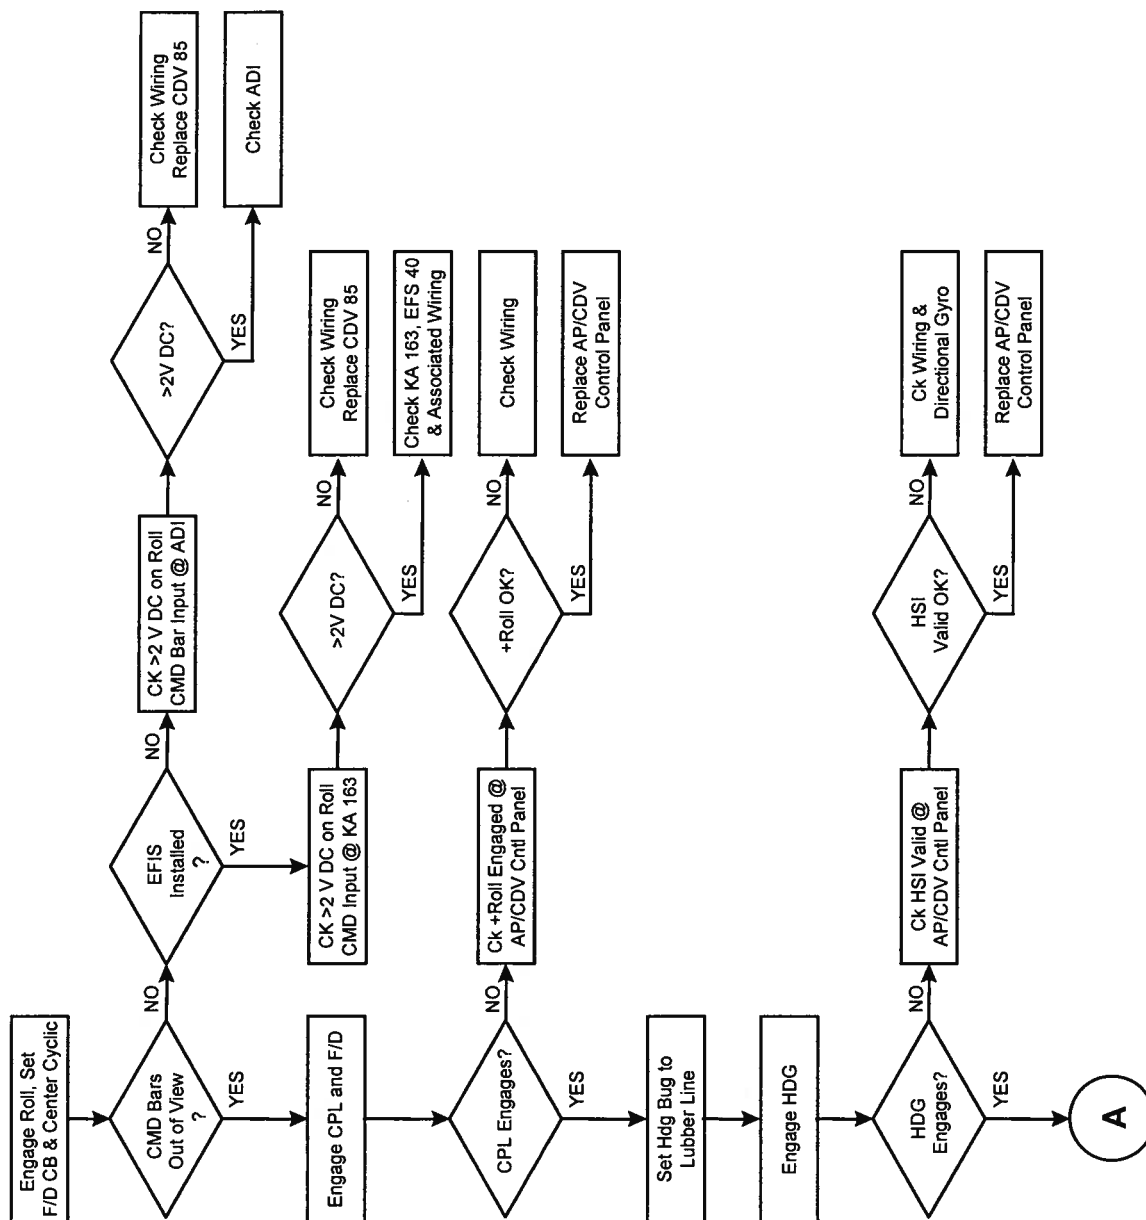 Engage Roll, Set
F/D CB & Center Cyclic
CMD Bars
Out of View
?
NO
YES
EFIS
Installed
?
NO
YES
CK >2 V DC on Roll
CMD Bar Input @ ADI
>2V DC?
NO
YES
Check Wiring
Replace CDV 85
Check ADI
CK >2 V DC on Roll
CMD Input @ KA 163
>2V DC?
NO
YES
Check Wiring
Replace CDV 85
Check KA 163, EFS 40
& Associated Wiring
Engage CPL and F/D
CPL Engages?
NO
YES
Ck +Roll Engaged @
AP/CDV Cntl Panel
+Roll OK?
NO
YES
Check Wiring
Replace AP/CDV
Control Panel
Set Hdg Bug to
Lubber Line
Engage HDG
HDG
Engages?
NO
YES
Ck HSI Valid @
AP/CDV Cntl Panel
HSI
Valid OK?
NO
YES
Ck Wiring &
Directional Gyro
Replace AP/CDV
Control Panel
A